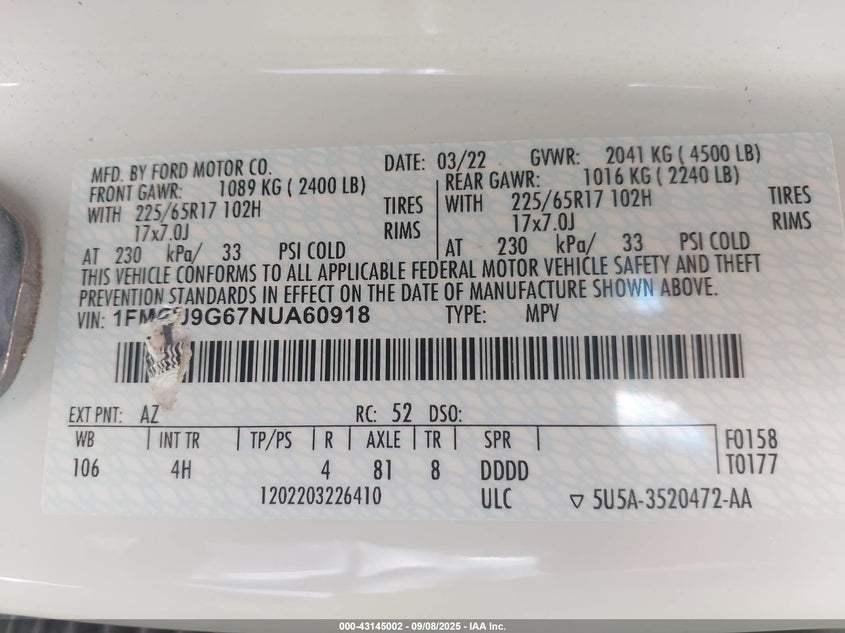 MFD. BY FORD MOTOR CO. DATE: 03/22 GVWR: 2041 KG ( 4500 LB)
FRONT GAWR: 1089 KG ( 2400 LB) REAR GAWR: 1016 KG ( 2240 LB)
WITH 225/65R17 102H TIRES WITH 225/65R17 102H TIRES
17x7.0J RIMS 17x7.0J RIMS
AT 230 kPa/ 33 PSI COLD AT 230 kPa/ 33 PSI COLD
THIS VEHICLE CONFORMS TO ALL APPLICABLE FEDERAL MOTOR VEHICLE SAFETY AND THEFT
PREVENTION STANDARDS IN EFFECT ON THE DATE OF MANUFACTURE SHOWN ABOVE.
VIN: TYPE: MPV
EXT PNT: AZ RC: 52 DSO:
WB INT TR TP/PS R AXLE TR SPR F0158
106 4H 4 81 8 DDDD T0177
1202203226410 ULC ▽ 5U5A-3520472-AA
000-43145002 - 09/08/2025 - IAA Inc.